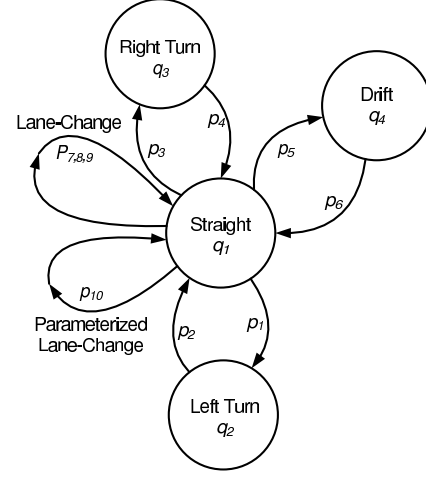 Right Turn
q3
Drift
q4
Lane-Change
P7,8,9
p4
p3
p5
p6
Straight
q1
p10
Parameterized
Lane-Change
p2
p1
Left Turn
q2